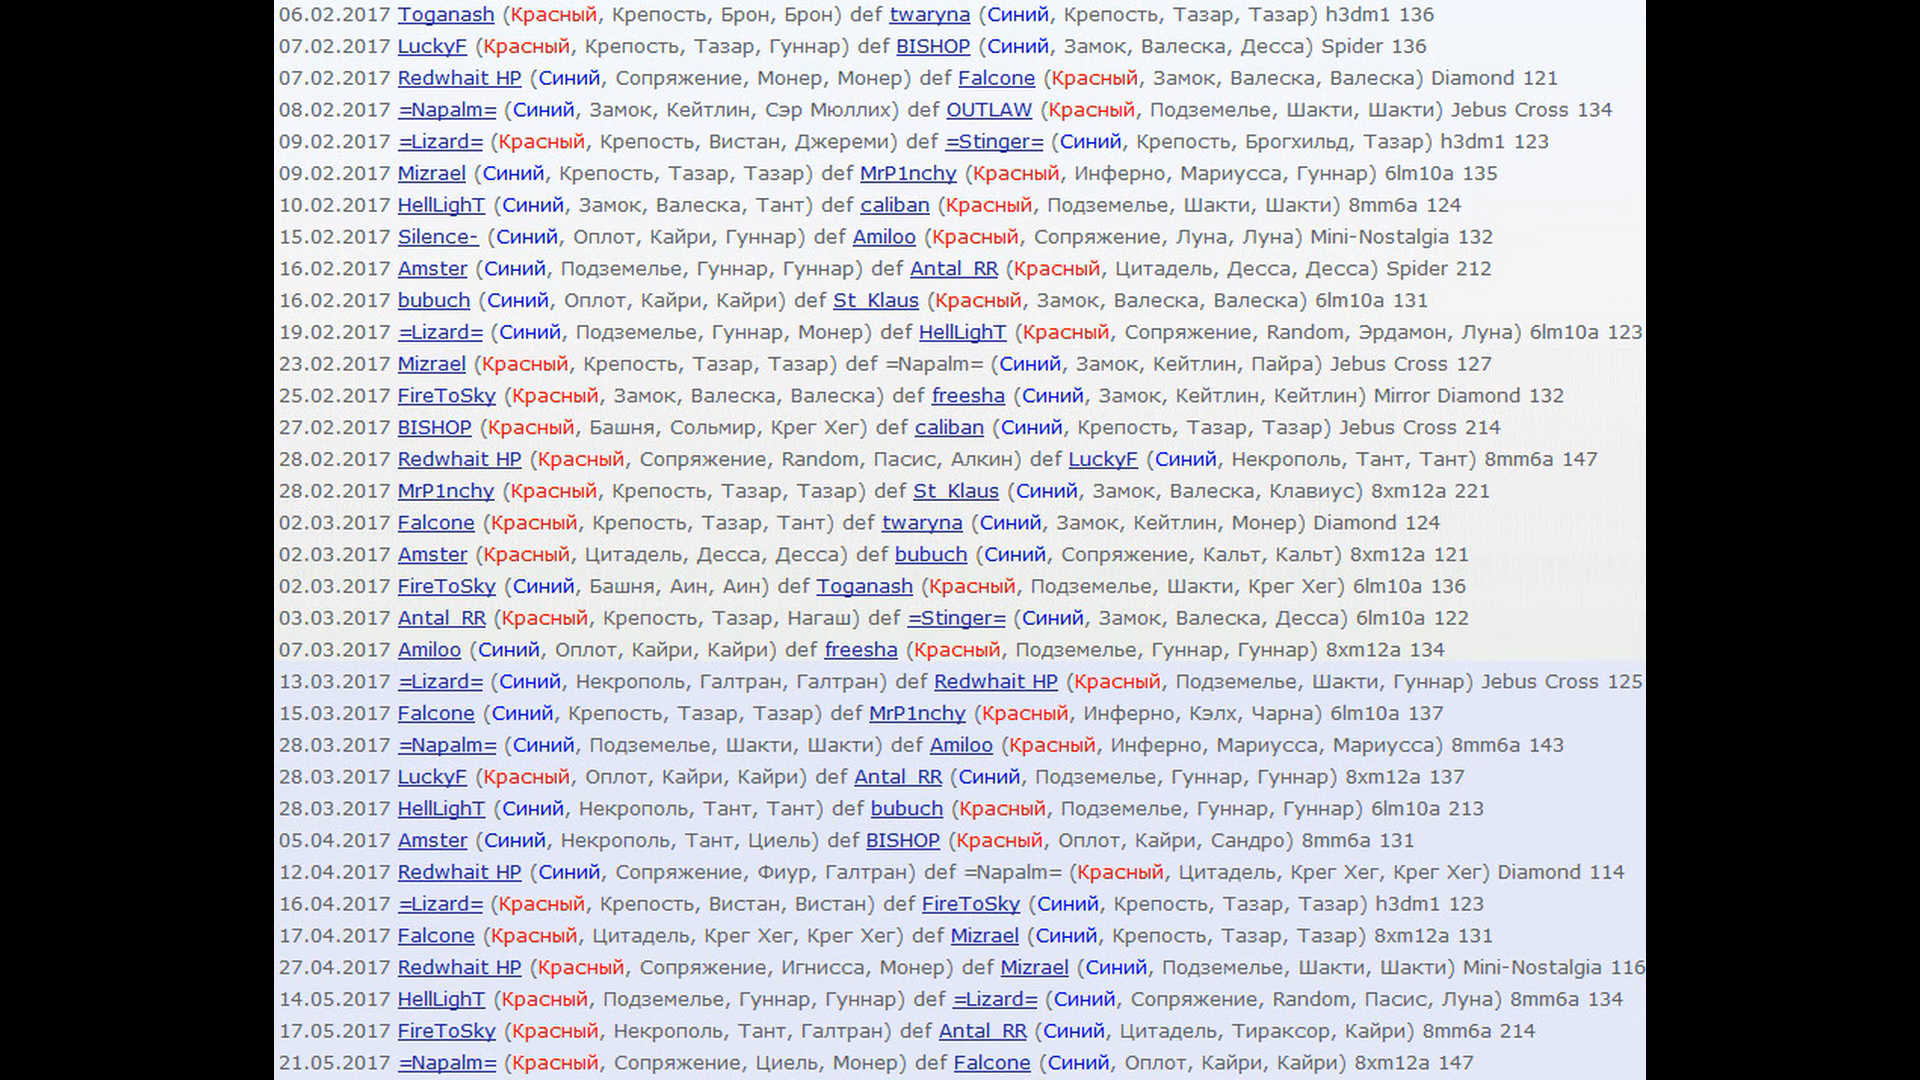 06.02.2017 Toganash (Красный, Крепость, Брон, Брон) def twaryna (Синий, Крепость, Тазар, Тазар) h3dm1 136
07.02.2017 LuckyF (Красный, Крепость, Тазар, Гуннар) def BISHOP (Синий, Замок, Валеска, Десса) Spider 136
07.02.2017 Redwhait HP (Синий, Сопряжение, Монер, Монер) def Falcone (Красный, Замок, Валеска, Валеска) Diamond 121
08.02.2017 =Napalm= (Синий, Замок, Кейтлин, Сэр Мюллих) def OUTLAW (Красный, Подземелье, Шакти, Шакти) Jebus Cross 134
09.02.2017 =Lizard= (Красный, Крепость, Вистан, Джереми) def =Stinger= (Синий, Крепость, Брогхильд, Тазар) h3dm1 123
09.02.2017 Mizrael (Синий, Крепость, Тазар, Тазар) def MrP1nchy (Красный, Инферно, Мариусса, Гуннар) 6lm10a 135
10.02.2017 HellLighT (Синий, Замок, Валеска, Тант) def caliban (Красный, Подземелье, Шакти, Шакти) 8mm6a 124
15.02.2017 Silence- (Синий, Оплот, Кайри, Гуннар) def Amiloo (Красный, Сопряжение, Луна, Луна) Mini-Nostalgia 132
16.02.2017 Amster (Синий, Подземелье, Гуннар, Гуннар) def Antal_RR (Красный, Цитадель, Десса, Десса) Spider 212
16.02.2017 bubuch (Синий, Оплот, Кайри, Кайри) def St_Klaus (Красный, Замок, Валеска, Валеска) 6lm10a 131
19.02.2017 =Lizard= (Синий, Подземелье, Гуннар, Монер) def HellLighT (Красный, Сопряжение, Random, Эрдамон, Луна) 6lm10a 123
23.02.2017 Mizrael (Красный, Крепость, Тазар, Тазар) def =Napalm= (Синий, Замок, Кейтлин, Пайра) Jebus Cross 127
25.02.2017 FireToSky (Красный, Замок, Валеска, Валеска) def freesha (Синий, Замок, Кейтлин, Кейтлин) Mirror Diamond 132
27.02.2017 BISHOP (Красный, Башня, Сольмир, Крег Хег) def caliban (Синий, Крепость, Тазар, Тазар) Jebus Cross 214
28.02.2017 Redwhait HP (Красный, Сопряжение, Random, Пасис, Алкин) def LuckyF (Синий, Некрополь, Тант, Тант) 8mm6a 147
28.02.2017 MrP1nchy (Красный, Крепость, Тазар, Тазар) def St_Klaus (Синий, Замок, Валеска, Клавиус) 8xm12a 221
02.03.2017 Falcone (Красный, Крепость, Тазар, Тант) def twaryna (Синий, Замок, Кейтлин, Монер) Diamond 124
02.03.2017 Amster (Красный, Цитадель, Десса, Десса) def bubuch (Синий, Сопряжение, Кальт, Кальт) 8xm12a 121
02.03.2017 FireToSky (Синий, Башня, Аин, Аин) def Toganash (Красный, Подземелье, Шакти, Крег Хег) 6lm10a 136
03.03.2017 Antal_RR (Красный, Крепость, Тазар, Нагаш) def =Stinger= (Синий, Замок, Валеска, Десса) 6lm10a 122
07.03.2017 Amiloo (Синий, Оплот, Кайри, Кайри) def freesha (Красный, Подземелье, Гуннар, Гуннар) 8xm12a 134
13.03.2017 =Lizard= (Синий, Некрополь, Галтран, Галтран) def Redwhait HP (Красный, Подземелье, Шакти, Гуннар) Jebus Cross 125
15.03.2017 Falcone (Синий, Крепость, Тазар, Тазар) def MrP1nchy (Красный, Инферно, Кэлх, Чарна) 6lm10a 137
28.03.2017 =Napalm= (Синий, Подземелье, Шакти, Шакти) def Amiloo (Красный, Инферно, Мариусса, Мариусса) 8mm6a 143
28.03.2017 LuckyF (Красный, Оплот, Кайри, Кайри) def Antal_RR (Синий, Подземелье, Гуннар, Гуннар) 8xm12a 137
28.03.2017 HellLighT (Синий, Некрополь, Тант, Тант) def bubuch (Красный, Подземелье, Гуннар, Гуннар) 6lm10a 213
05.04.2017 Amster (Синий, Некрополь, Тант, Циель) def BISHOP (Красный, Оплот, Кайри, Сандро) 8mm6a 131
12.04.2017 Redwhait HP (Синий, Сопряжение, Фиур, Галтран) def =Napalm= (Красный, Цитадель, Крег Хег, Крег Хег) Diamond 114
16.04.2017 =Lizard= (Красный, Крепость, Вистан, Вистан) def FireToSky (Синий, Крепость, Тазар, Тазар) h3dm1 123
17.04.2017 Falcone (Красный, Цитадель, Крег Хег, Крег Хег) def Mizrael (Синий, Крепость, Тазар, Тазар) 8xm12a 131
27.04.2017 Redwhait HP (Красный, Сопряжение, Игнисса, Монер) def Mizrael (Синий, Подземелье, Шакти, Шакти) Mini-Nostalgia 116
14.05.2017 HellLighT (Красный, Подземелье, Гуннар, Гуннар) def =Lizard= (Синий, Сопряжение, Random, Пасис, Луна) 8mm6a 134
17.05.2017 FireToSky (Красный, Некрополь, Тант, Галтран) def Antal_RR (Синий, Цитадель, Тираксор, Кайри) 8mm6a 214
21.05.2017 =Napalm= (Красный, Сопряжение, Циель, Монер) def Falcone (Синий, Оплот, Кайри, Кайри) 8xm12a 147